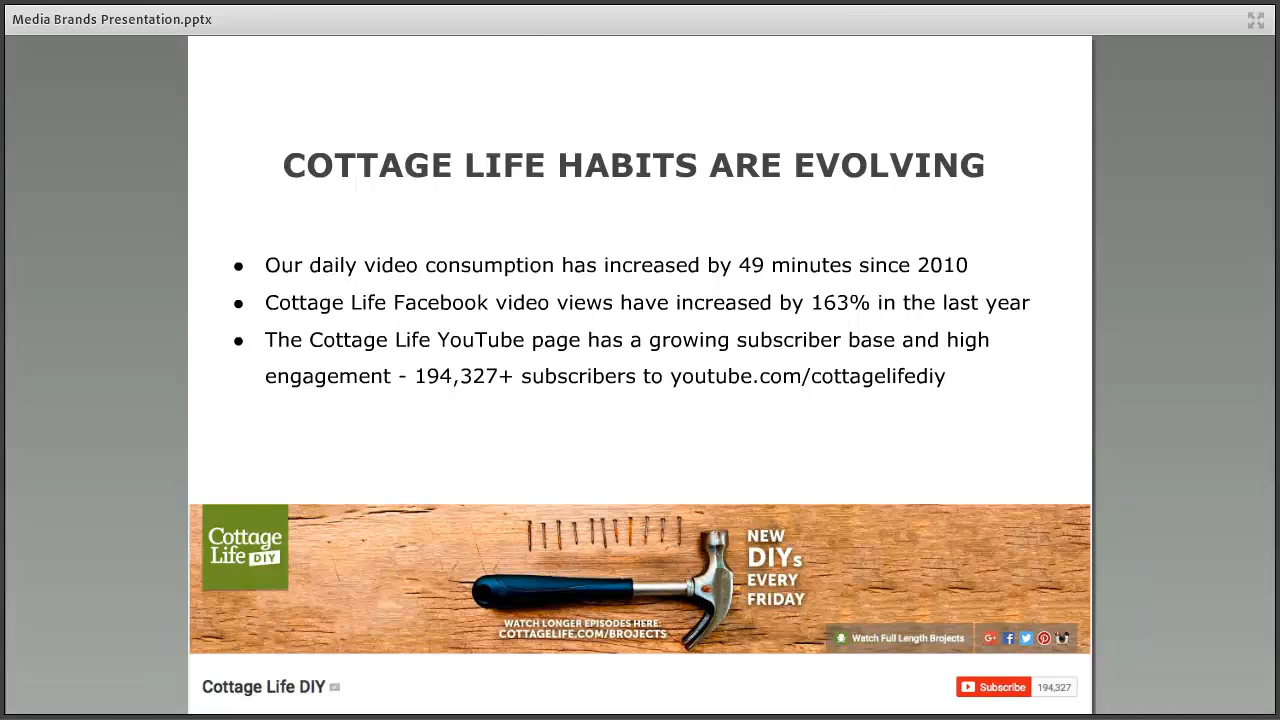 Media Brands Presentation.pptx
COTTAGE LIFE HABITS ARE EVOLVING
● Our daily video consumption has increased by 49 minutes since 2010
● Cottage Life Facebook video views have increased by 163% in the last year
● The Cottage Life YouTube page has a growing subscriber base and high
engagement - 194,327+ subscribers to youtube.com/cottagelifediy
Cottage
Life DIY
NEW
DIYs
EVERY
FRIDAY
WATCH LONGER EPISODES HERE:
COTTAGELIFE.COM/BROJECTS
Watch Full Length Brojects
Cottage Life DIY
Subscribe 194,327